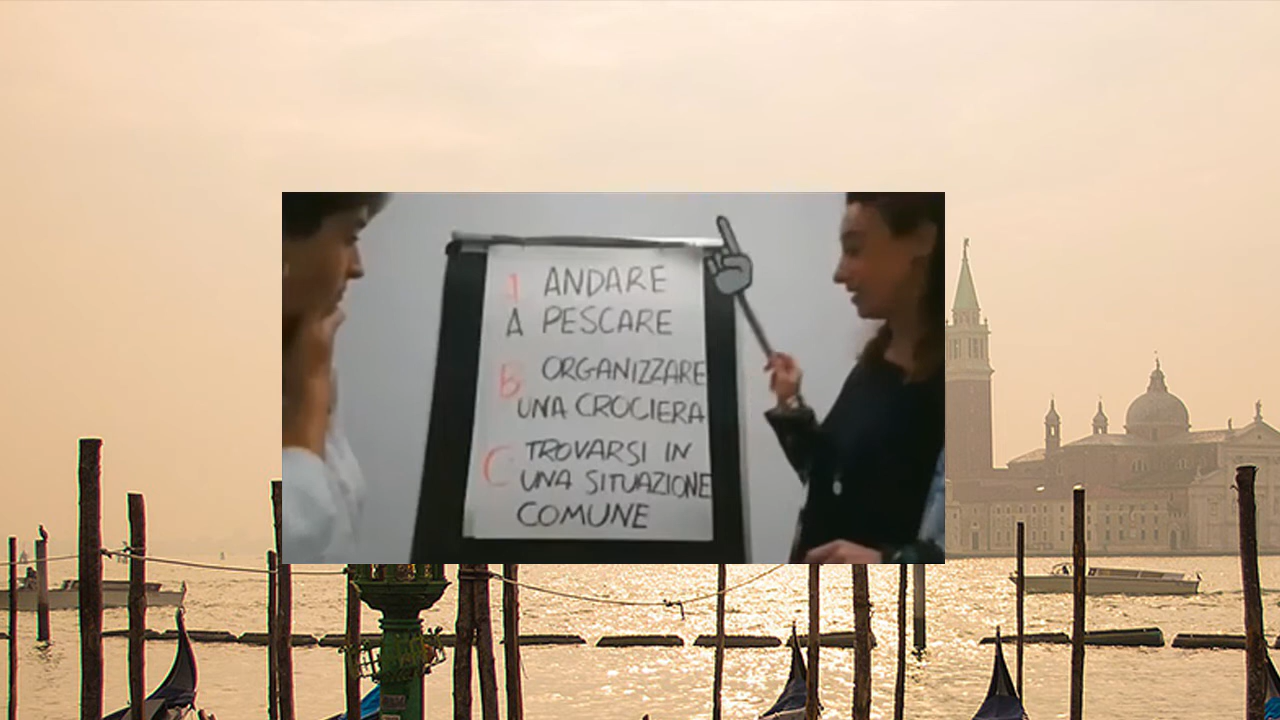 A ANDARE
A PESCARE
B ORGANIZZARE
UNA CROCIERA
C TROVARSI IN
UNA SITUAZIONE
COMUNE